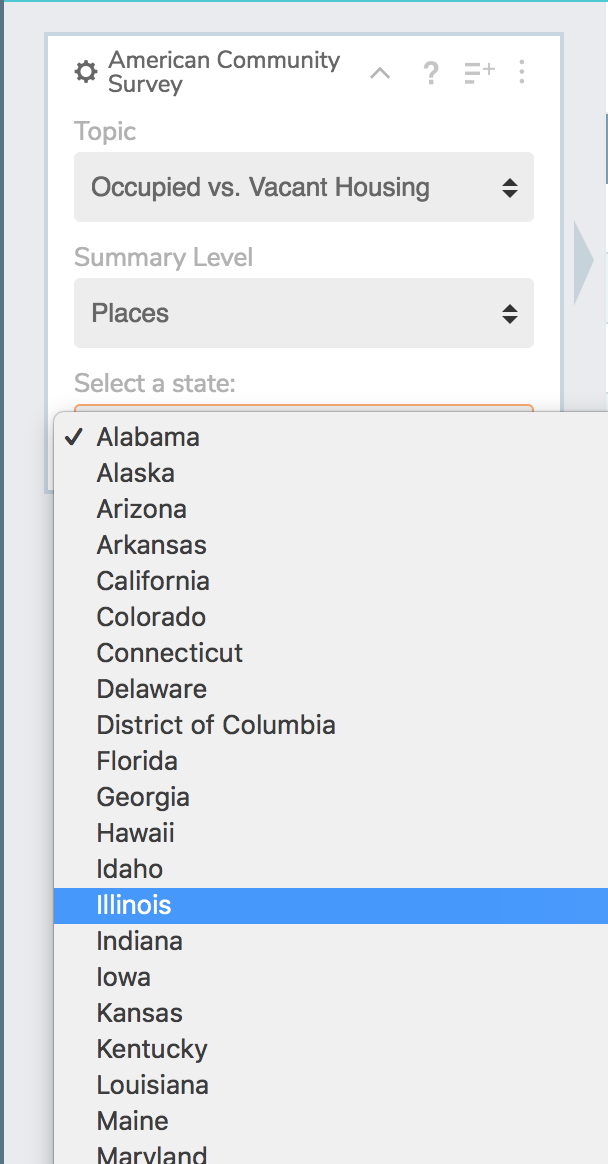 American Community
Survey
?
Topic
Occupied vs. Vacant Housing
Summary Level
Places
Select a state:
✓ Alabama
Alaska
Arizona
Arkansas
California
Colorado
Connecticut
Delaware
District of Columbia
Florida
Georgia
Hawaii
Idaho
Illinois
Indiana
Iowa
Kansas
Kentucky
Louisiana
Maine
Maryland